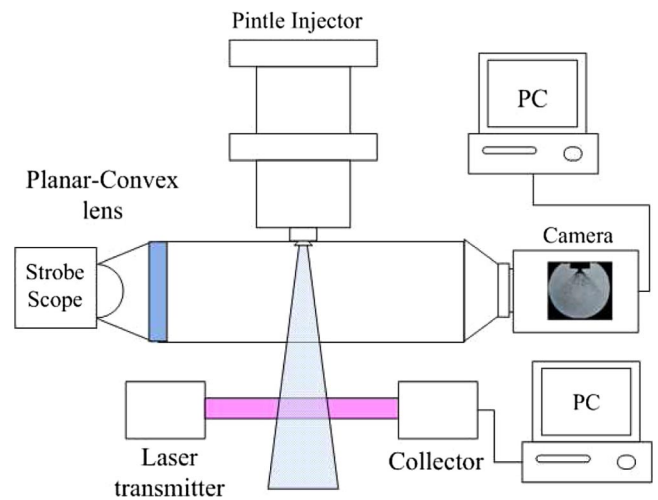 Pintle Injector
PC
Planar-Convex
lens
Camera
Strobe
Scope
PC
Laser
transmitter
Collector